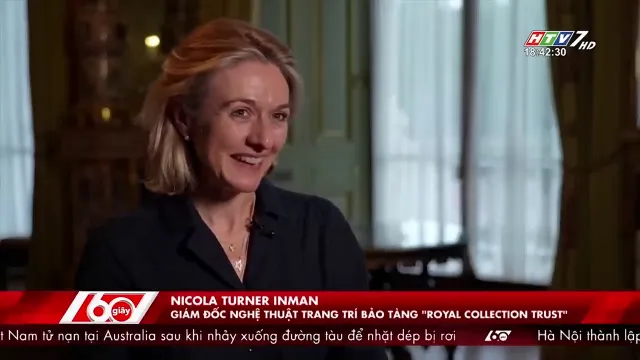 HTV7 HD
18:42:30
NICOLA TURNER INMAN
60 giây
GIÁM ĐỐC NGHỆ THUẬT TRANG TRÍ BẢO TÀNG "ROYAL COLLECTION TRUST"
t Nam tử nạn tại Australia sau khi nhảy xuống đường tàu để nhặt dép bị rơi 60 Hà Nội thành lập